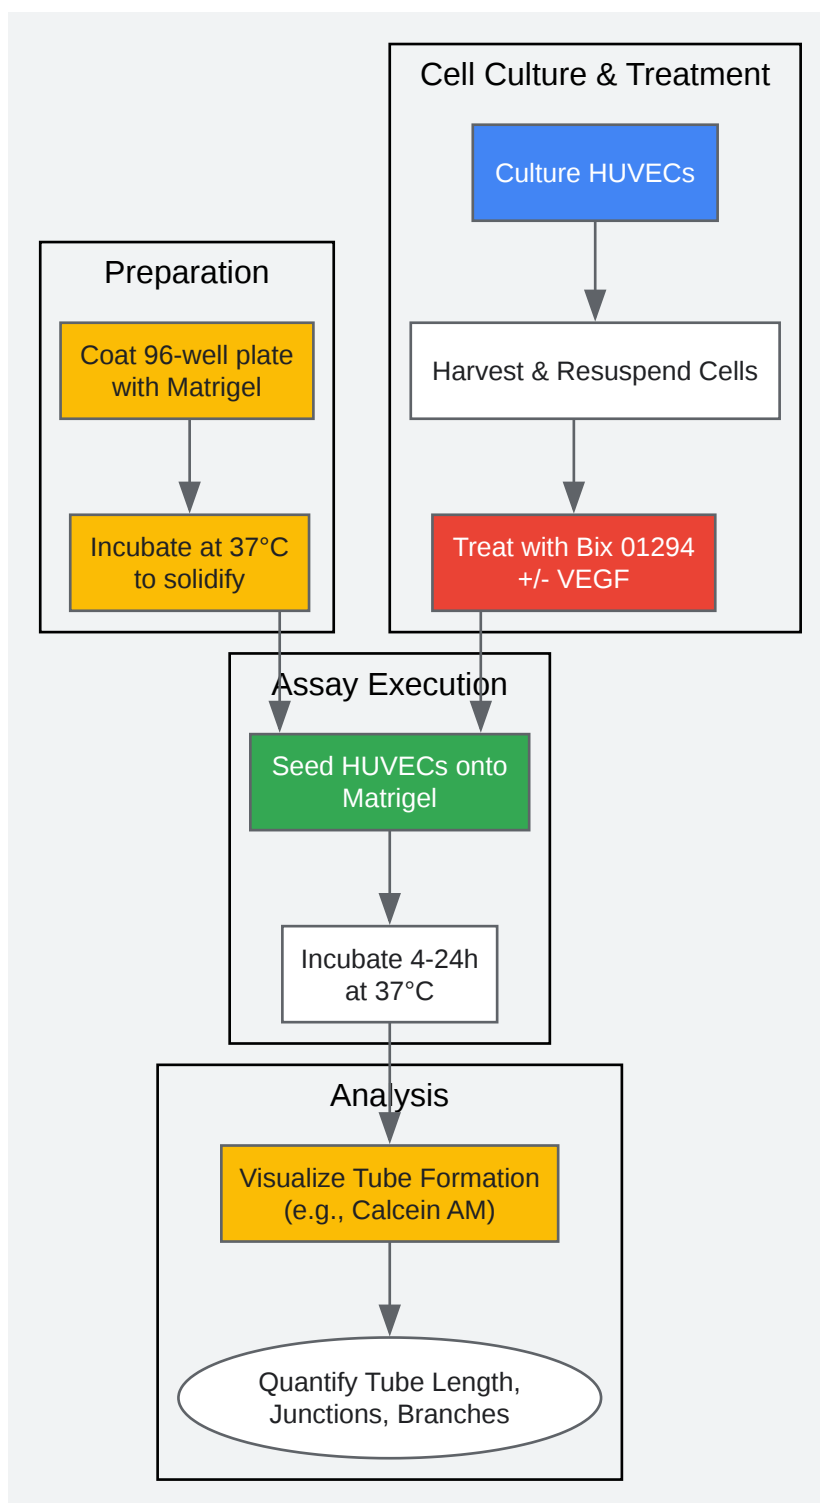 Cell Culture & Treatment
Culture HUVECs
Harvest & Resuspend Cells
Treat with Bix 01294
+/- VEGF
Preparation
Coat 96-well plate
with Matrigel
Incubate at 37°C
to solidify
Assay Execution
Seed HUVECs onto
Matrigel
Incubate 4-24h
at 37°C
Analysis
Visualize Tube Formation
(e.g., Calcein AM)
Quantify Tube Length,
Junctions, Branches